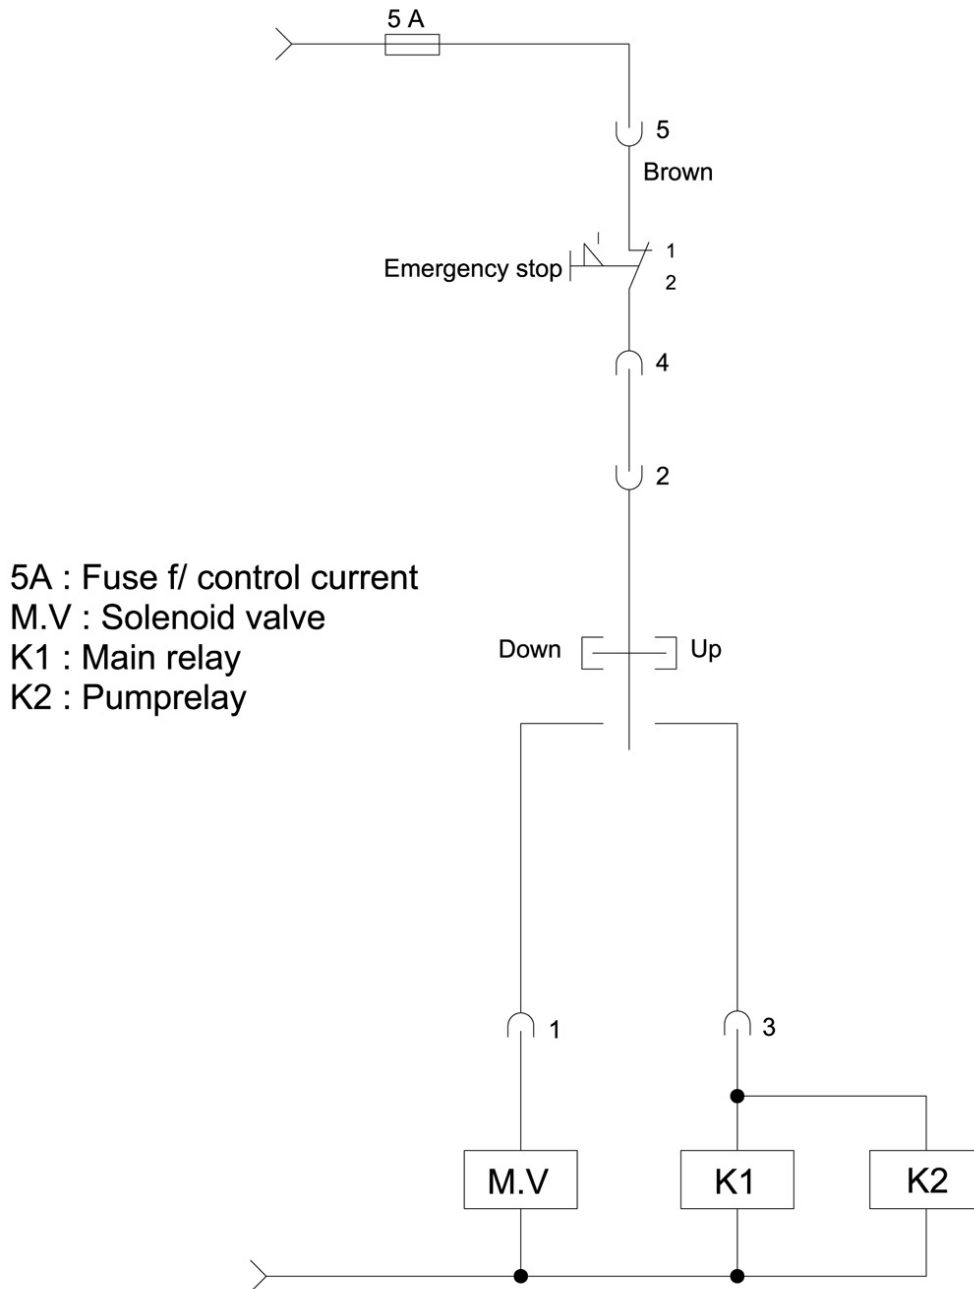 5 A
5
Brown
1
Emergency stop
2
4
2
5A : Fuse f/ control current
M.V : Solenoid valve
K1 : Main relay
K2 : Pumprelay
Down
Up
1
3
M.V
K1
K2